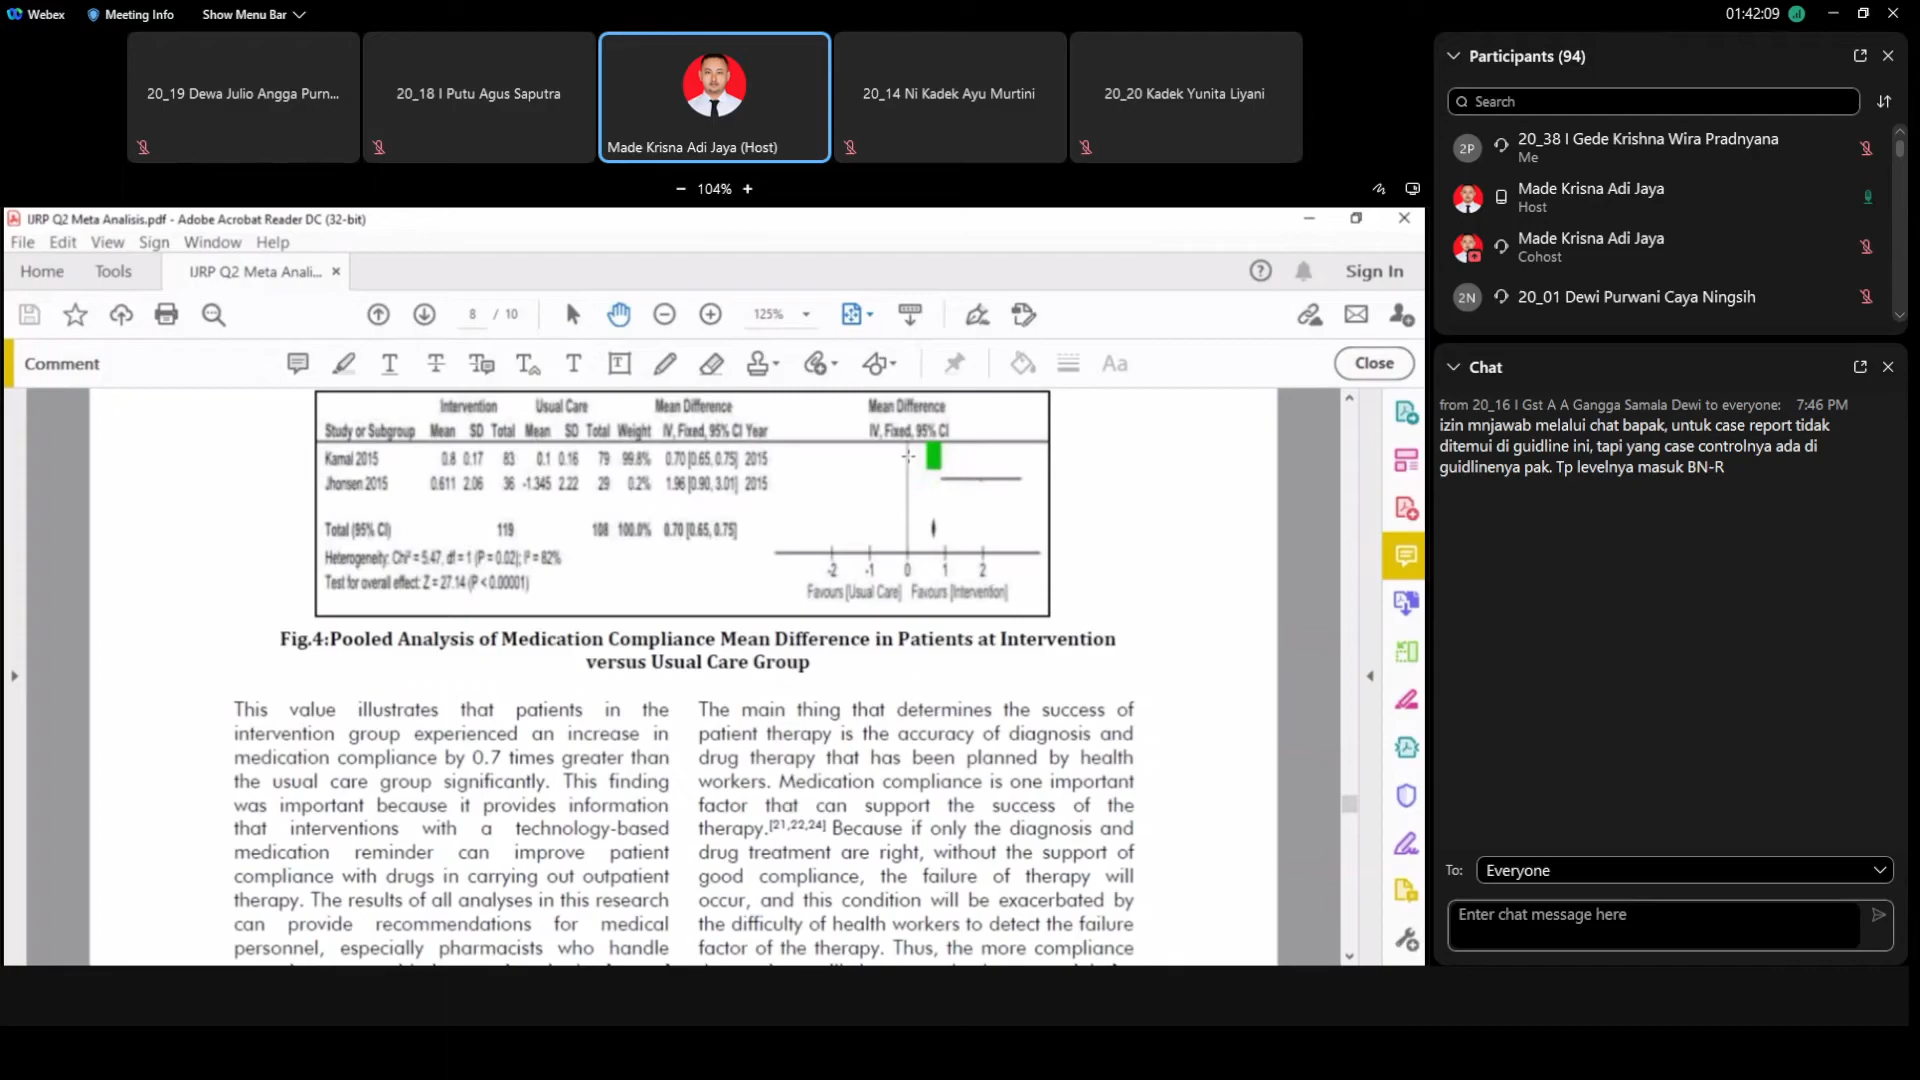 Webex
Meeting Info
Show Menu Bar
01:42:09
20_19 Dewa Julio Angga Purn...
20_18 I Putu Agus Saputra
Made Krisna Adi Jaya (Host)
20_14 Ni Kadek Ayu Murtini
20_20 Kadek Yunita Liyani
− 104% +
IJRP Q2 Meta Analisis.pdf - Adobe Acrobat Reader DC (32-bit)
File Edit View Sign Window Help
Home Tools IJRP Q2 Meta Anali... × Sign In
8 / 10 125%
Comment
Close
Intervention Usual Care Mean Difference Mean Difference
Study or Subgroup Mean SD Total Mean SD Total Weight IV, Fixed, 95% CI Year IV, Fixed, 95% CI
Kamal 2015 0.8 0.17 83 0.1 0.16 79 99.8% 0.70 [0.65, 0.75] 2015
Jhonsen 2015 0.611 2.06 36 -1.345 2.22 29 0.2% 1.96 [0.90, 3.01] 2015
Total (95% CI) 119 108 100.0% 0.70 [0.65, 0.75]
Heterogeneity: Chi² = 5.47, df = 1 (P = 0.02); I² = 82%
Test for overall effect: Z = 27.14 (P < 0.00001)
-2 -1 0 1 2
Favours [Usual Care] Favours [Intervention]
Fig.4:Pooled Analysis of Medication Compliance Mean Difference in Patients at Intervention
versus Usual Care Group
This value illustrates that patients in the
intervention group experienced an increase in
medication compliance by 0.7 times greater than
the usual care group significantly. This finding
was important because it provides information
that interventions with a technology-based
medication reminder can improve patient
compliance with drugs in carrying out outpatient
therapy. The results of all analyses in this research
can provide recommendations for medical
personnel, especially pharmacists who handle
The main thing that determines the success of
patient therapy is the accuracy of diagnosis and
drug therapy that has been planned by health
workers. Medication compliance is one important
factor that can support the success of the
therapy.[21,22,24] Because if only the diagnosis and
drug treatment are right, without the support of
good compliance, the failure of therapy will
occur, and this condition will be exacerbated by
the difficulty of health workers to detect the failure
factor of the therapy. Thus, the more compliance
Participants (94)
Search
2P
20_38 I Gede Krishna Wira Pradnyana
Me
Made Krisna Adi Jaya
Host
Made Krisna Adi Jaya
Cohost
2N
20_01 Dewi Purwani Caya Ningsih
Chat
from 20_16 I Gst A A Gangga Samala Dewi to everyone: 7:46 PM
izin mnjawab melalui chat bapak, untuk case report tidak
ditemui di guidline ini, tapi yang case controlnya ada di
guidlinenya pak. Tp levelnya masuk BN-R
To: Everyone
Enter chat message here